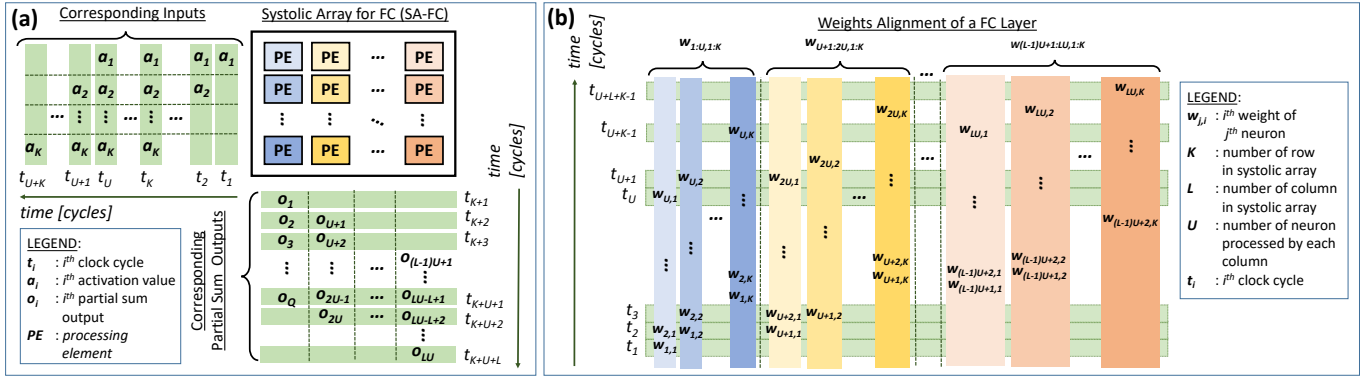 (a)
Corresponding Inputs
a1 a1 a1 a1
a2 a2 a2 a2
... ⋮ ⋮ ... ⋮ ...
aK aK aK aK
tU+K tU+1 tU tK t2 t1
time [cycles]
Systolic Array for FC (SA-FC)
PE PE ... PE
PE PE ... PE
⋮ ⋮ ⋱ ⋮
PE PE ... PE
time
[cycles]
Corresponding
Partial Sum Outputs
o1 tK+1
o2 oU+1 tK+2
o3 oU+2 tK+3
o(L-1)U+1
⋮ ⋮ ... ⋮
oQ o2U-1 ... oLU-L+1 tK+U+1
o2U ... oLU-L+2 tK+U+2
⋮
oLU tK+U+L
LEGEND:
ti : ith clock cycle
ai : ith activation value
oi : ith partial sum
output
PE : processing
element
(b)
Weights Alignment of a FC Layer
time
[cycles]
w1:U,1:K wU+1:2U,1:K w(L-1)U+1:LU,1:K
...
tU+L+K-1
tU+K-1
tU+1
tU
t3
t2
t1
wU,1
⋮
w2,1
w1,1
wU,2
⋮
w2,2
w1,2
...
wU,K
⋮
w2,K
w1,K
w2U,1
⋮
wU+2,1
wU+1,1
w2U,2
⋮
wU+1,2
...
w2U,K
⋮
wU+2,K
wU+1,K
...
wLU,1
⋮
w(L-1)U+2,1
w(L-1)U+1,1
wLU,2
⋮
w(L-1)U+2,2
w(L-1)U+1,2
...
wLU,K
⋮
w(L-1)U+2,K
LEGEND:
wj,i : ith weight of
jth neuron
K : number of row
in systolic array
L : number of column
in systolic array
U : number of neuron
processed by each
column
ti : ith clock cycle